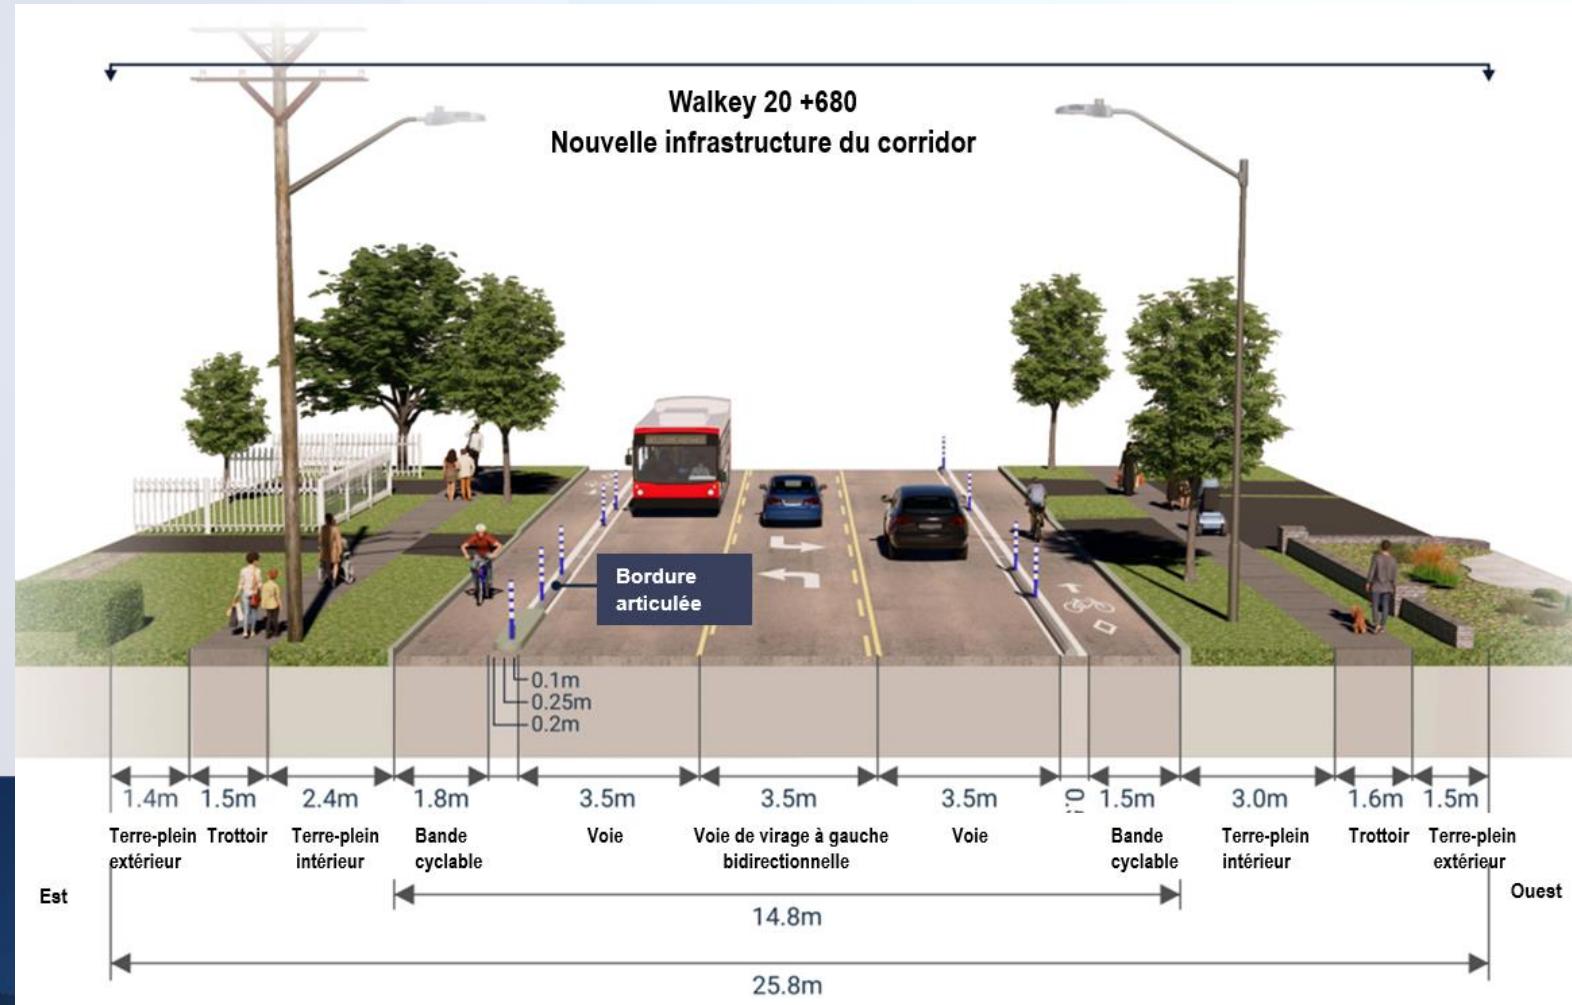 Walkey 20 +680
Nouvelle infrastructure du corridor
Bordure
articulée
0.1m
0.25m
0.2m
1.4m 1.5m 2.4m 1.8m 3.5m 3.5m 3.5m 1.5m 3.0m 1.6m 1.5m
Terre-plein Trottoir Terre-plein Bande Voie Voie de virage à gauche Voie Bande Terre-plein Trottoir Terre-plein
extérieur intérieur cyclable bidirectionnelle cyclable intérieur extérieur
Est Ouest
14.8m
25.8m